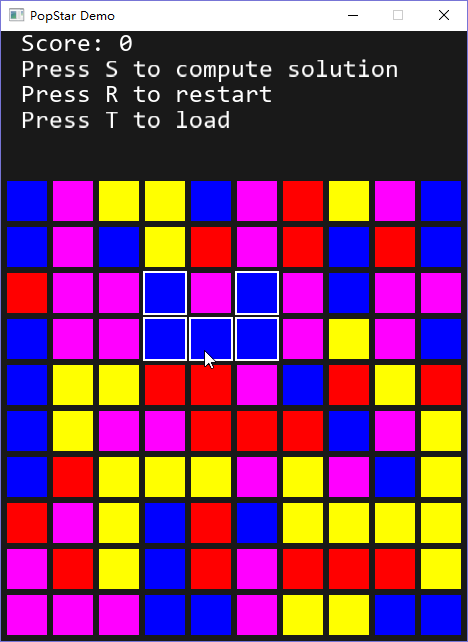 PopStar Demo
Score: 0
Press S to compute solution
Press R to restart
Press T to load